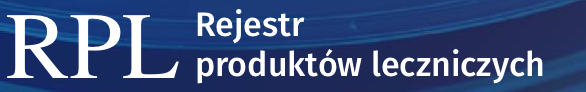 RPL
Rejestr
produktów leczniczych